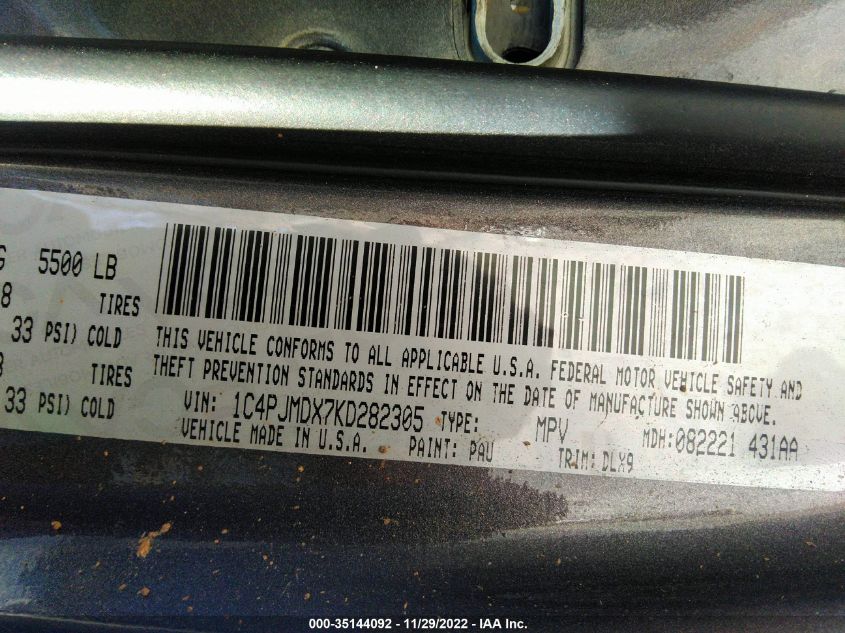 G 5500 LB
8 TIRES
33 PSI) COLD
8 TIRES
33 PSI) COLD
THIS VEHICLE CONFORMS TO ALL APPLICABLE U.S.A. FEDERAL MOTOR VEHICLE SAFETY AND
THEFT PREVENTION STANDARDS IN EFFECT ON THE DATE OF MANUFACTURE SHOWN ABOVE.
VIN: 1C4PJMDX7KD282305 TYPE: MPV MDH:082221 431AA
VEHICLE MADE IN U.S.A. PAINT: PAU TRIM: DLX9
000-35144092 - 11/29/2022 - IAA Inc.